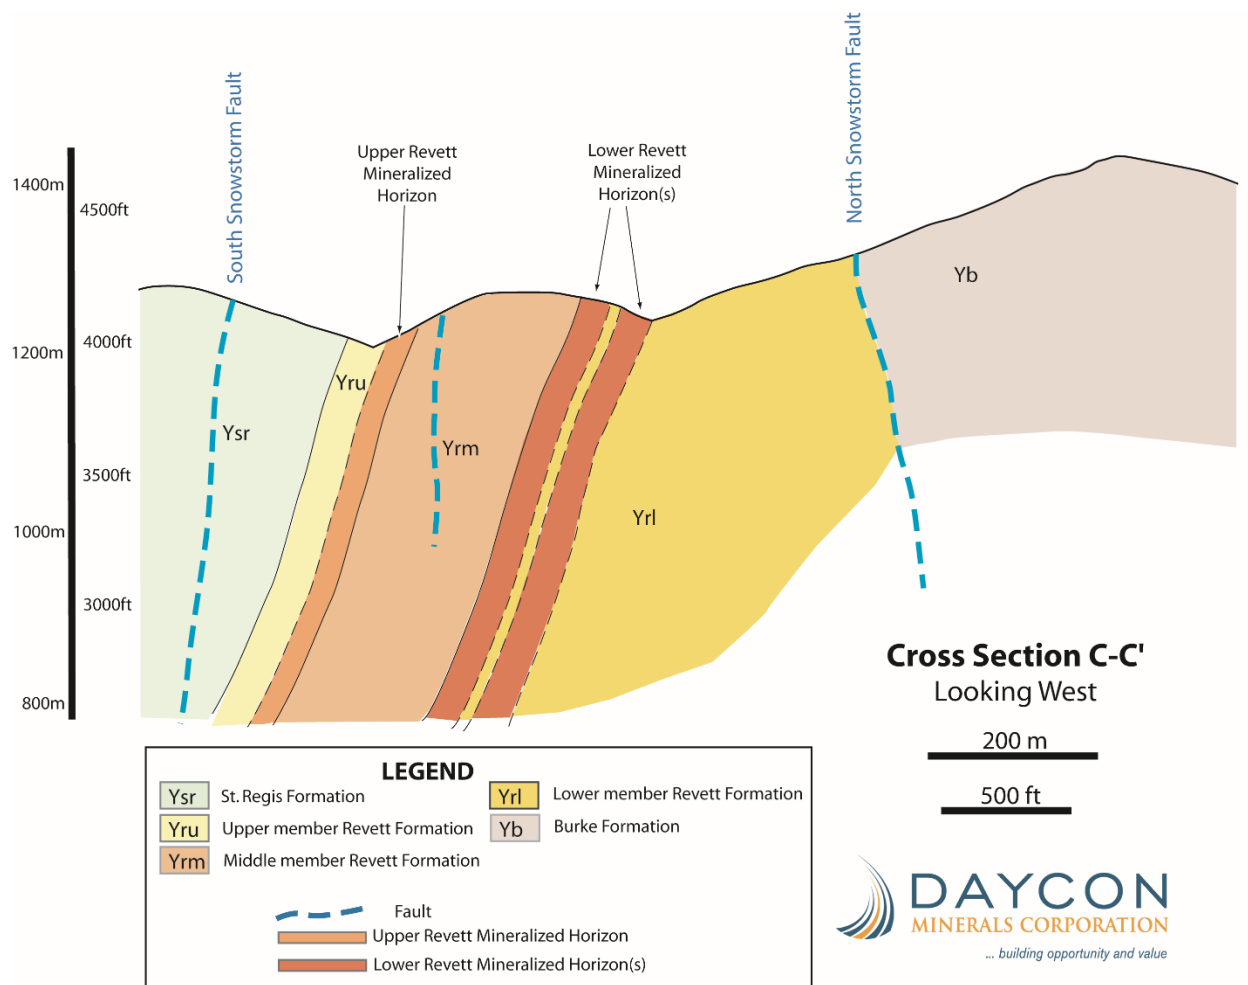 South Snowstorm Fault
North Snowstorm Fault
Upper Revett
Mineralized
Horizon
Lower Revett
Mineralized
Horizon(s)
1400m
4500ft
1200m
4000ft
3500ft
1000m
3000ft
800m
Ysr
Yru
Yrm
Yrl
Yb
Cross Section C-C'
Looking West
200 m
500 ft
LEGEND
Ysr St. Regis Formation
Yru Upper member Revett Formation
Yrm Middle member Revett Formation
Yrl Lower member Revett Formation
Yb Burke Formation
Fault
Upper Revett Mineralized Horizon
Lower Revett Mineralized Horizon(s)
DAYCON
MINERALS CORPORATION
... building opportunity and value